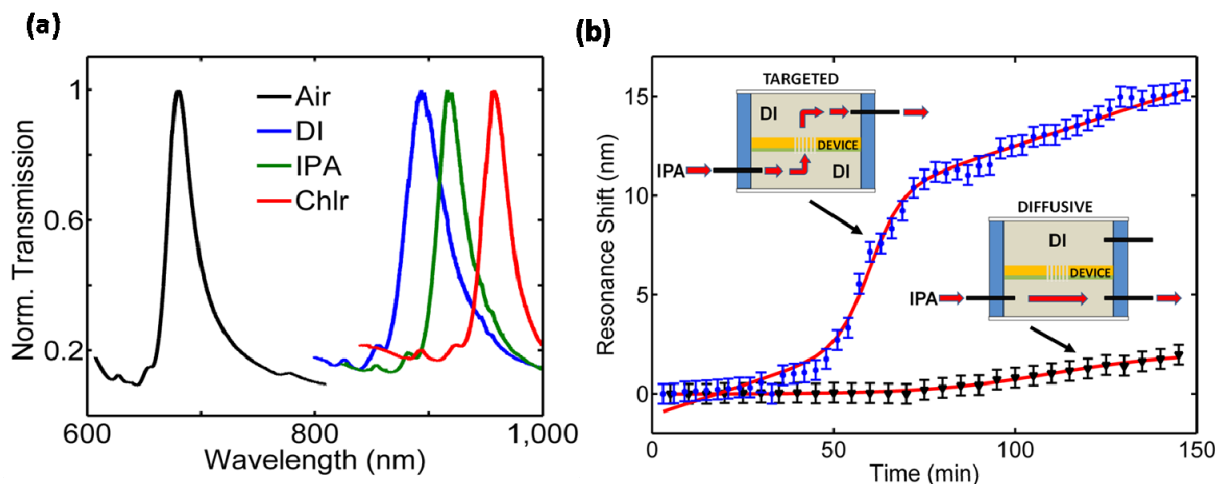 (a)
Norm. Transmission
1
0.6
0.2
Air
DI
IPA
Chlr
600
800
1,000
Wavelength (nm)
(b)
Resonance Shift (nm)
15
10
5
0
TARGETED
DI
DEVICE
IPA
DI
DIFFUSIVE
DI
DEVICE
IPA
0
50
100
150
Time (min)